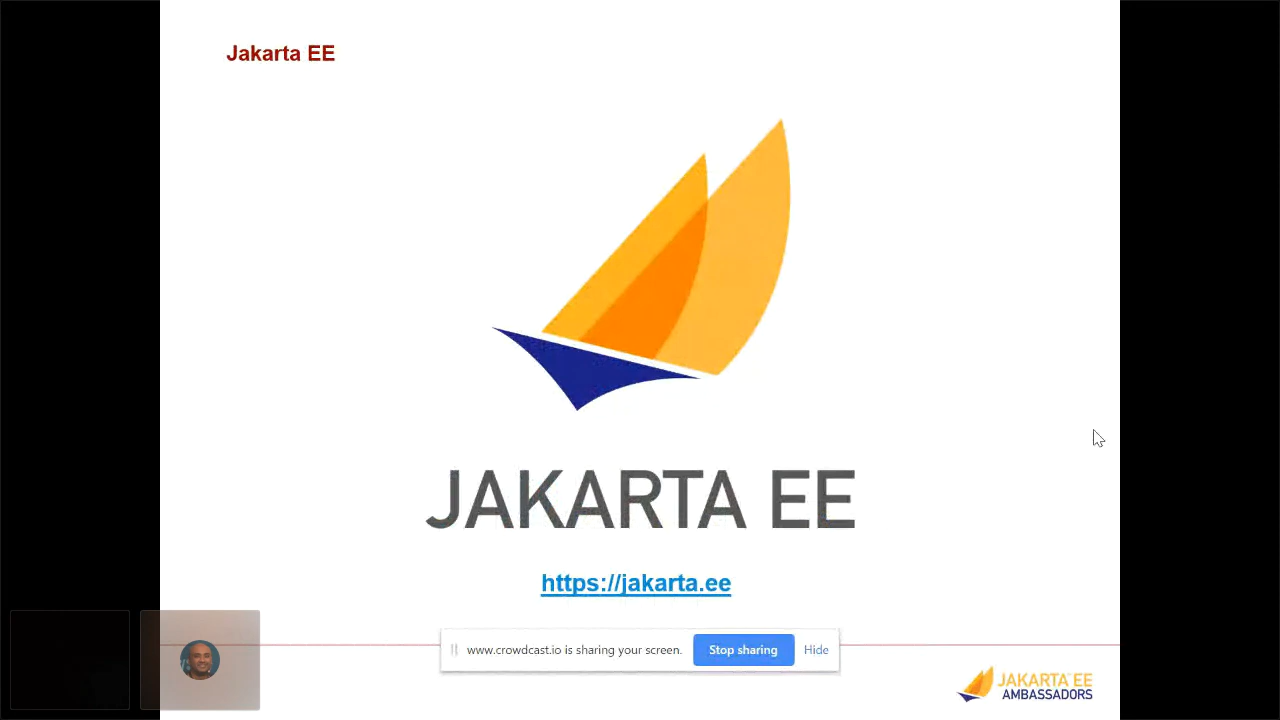 Jakarta EE
JAKARTA EE
https://jakarta.ee
www.crowdcast.io is sharing your screen. Stop sharing Hide
JAKARTA EE
AMBASSADORS